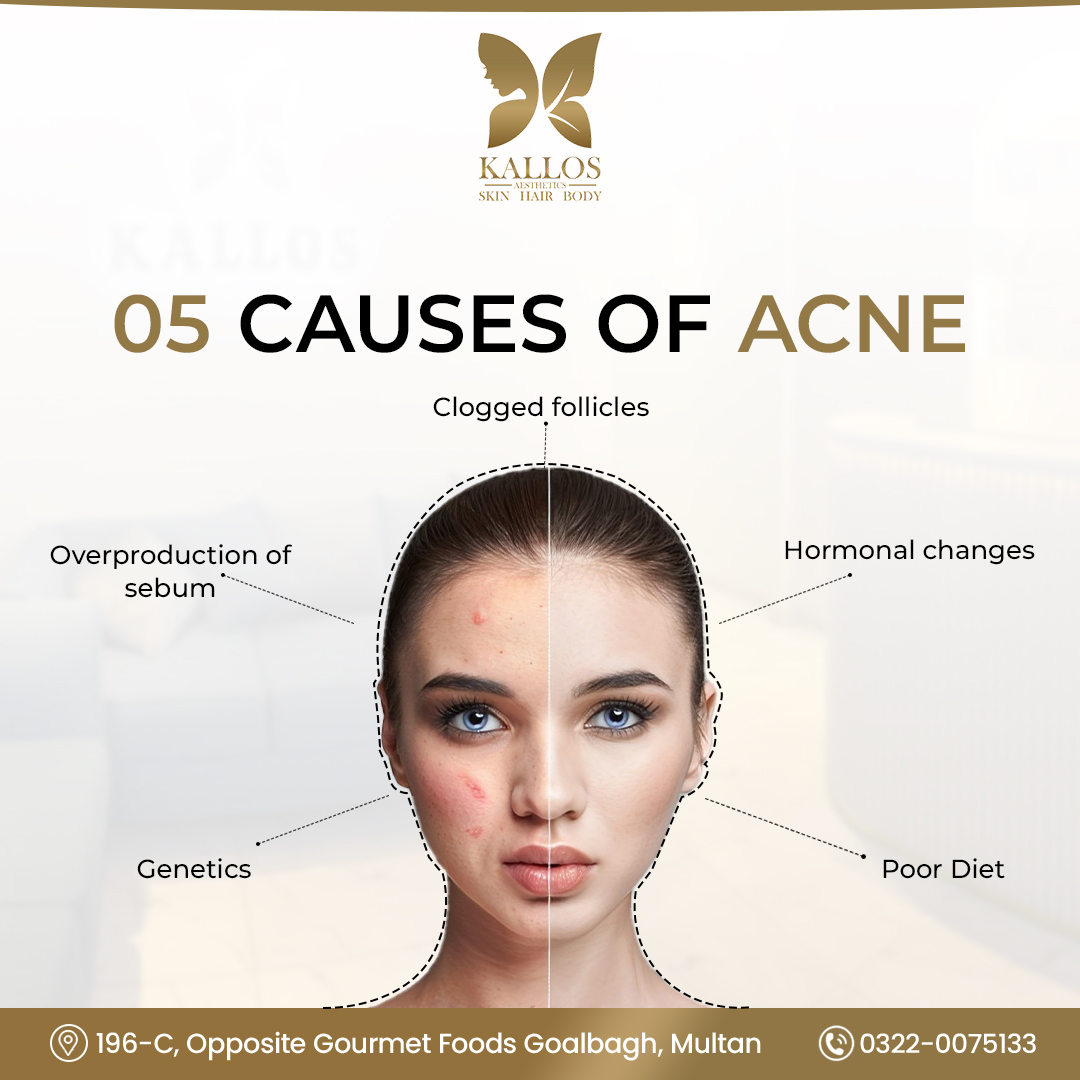 KALLOS
AESTHETICS
SKIN HAIR BODY
KALLOS
05 CAUSES OF ACNE
Clogged follicles
Overproduction of
sebum
Hormonal changes
Genetics
Poor Diet
196-C, Opposite Gourmet Foods Goalbagh, Multan
0322-0075133